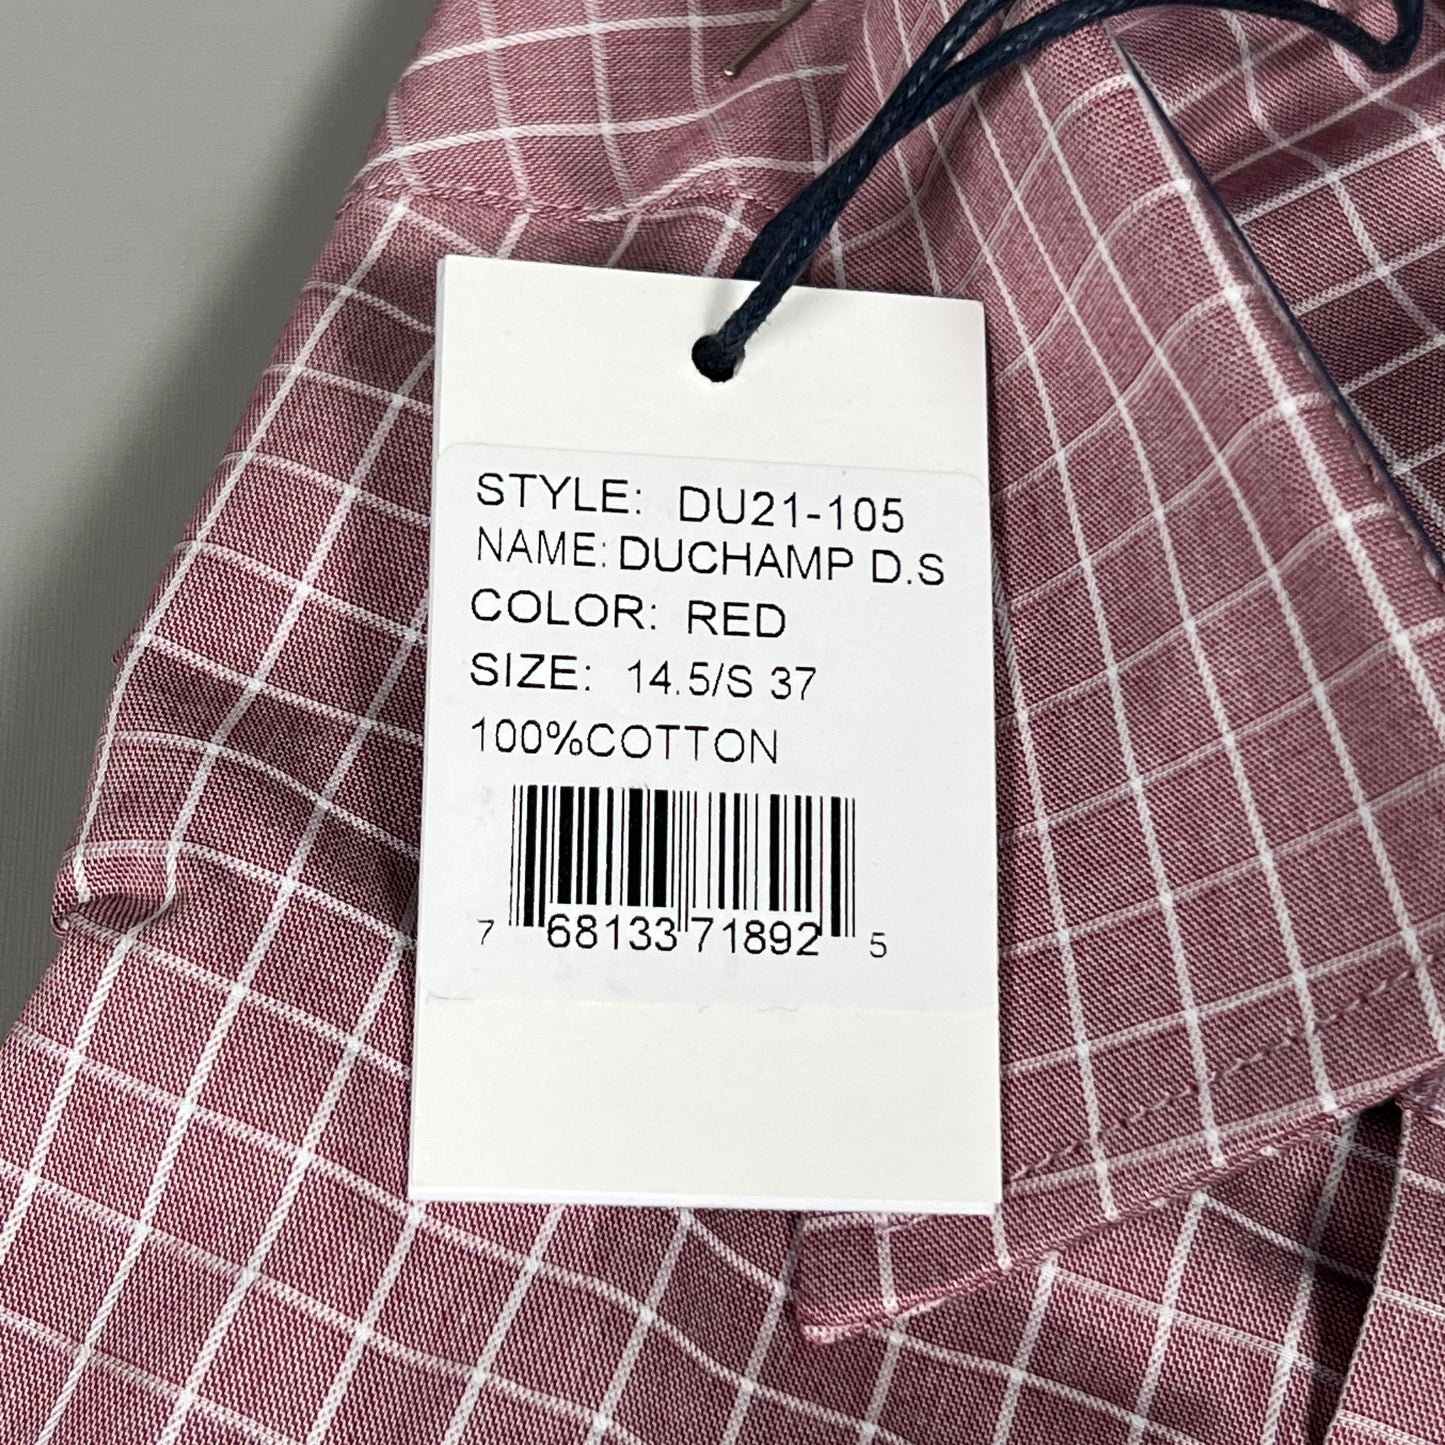 STYLE: DU21-105
NAME: DUCHAMP D.S
COLOR: RED
SIZE: 14.5/S 37
100%COTTON
7 68133 71892 5